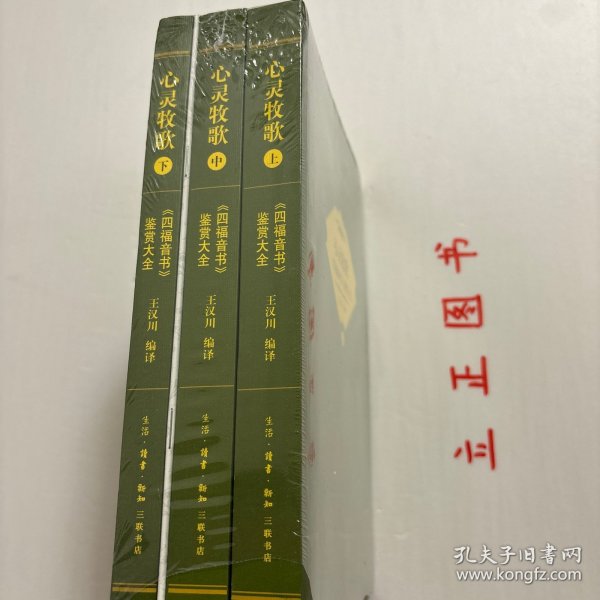 心灵牧歌 下
《四福音书》
鉴赏大全
王汉川 编译
生活·讀書·新知 三联书店
心灵牧歌 中
《四福音书》
鉴赏大全
王汉川 编译
生活·讀書·新知 三联书店
心灵牧歌 上
《四福音书》
鉴赏大全
王汉川 编译
生活·讀書·新知 三联书店
立正图书
孔夫子旧书网
www.kongfz.com